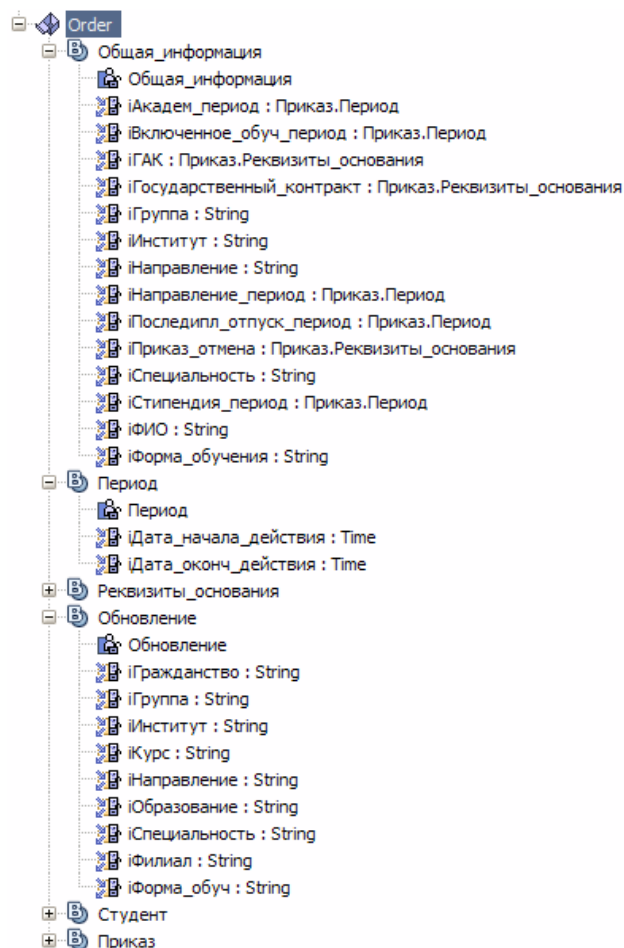 Order
Общая_информация
Общая_информация
iАкадем_период : Приказ.Период
iВключенное_обуч_период : Приказ.Период
iГАК : Приказ.Реквизиты_основания
iГосударственный_контракт : Приказ.Реквизиты_основания
iГруппа : String
iИнститут : String
iНаправление : String
iНаправление_период : Приказ.Период
iПоследипл_отпуск_период : Приказ.Период
iПриказ_отмена : Приказ.Реквизиты_основания
iСпециальность : String
iСтипендия_период : Приказ.Период
iФИО : String
iФорма_обучения : String
Период
Период
iДата_начала_действия : Time
iДата_оконч_действия : Time
Реквизиты_основания
Обновление
Обновление
iГражданство : String
iГруппа : String
iИнститут : String
iКурс : String
iНаправление : String
iОбразование : String
iСпециальность : String
iФилиал : String
iФорма_обуч : String
Студент
Приказ